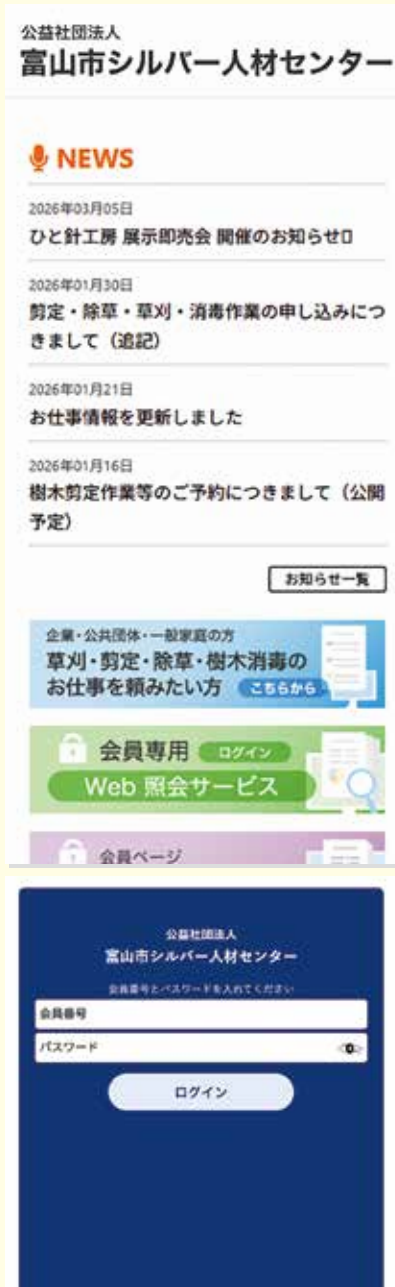 公益社団法人
富山市シルバー人材センター
NEWS
2026年03月05日
ひと針工房 展示即売会 開催のお知らせ▯
2026年01月30日
剪定・除草・草刈・消毒作業の申し込みにつ
きまして（追記）
2026年01月21日
お仕事情報を更新しました
2026年01月16日
樹木剪定作業等のご予約につきまして（公開
予定）
お知らせ一覧
企業・公共団体・一般家庭の方
草刈・剪定・除草・樹木消毒の
お仕事を頼みたい方 こちらから
会員専用 ログイン
Web 照会サービス
会員ページ
公益社団法人
富山市シルバー人材センター
会員番号とパスワードを入れてください
会員番号
パスワード
ログイン